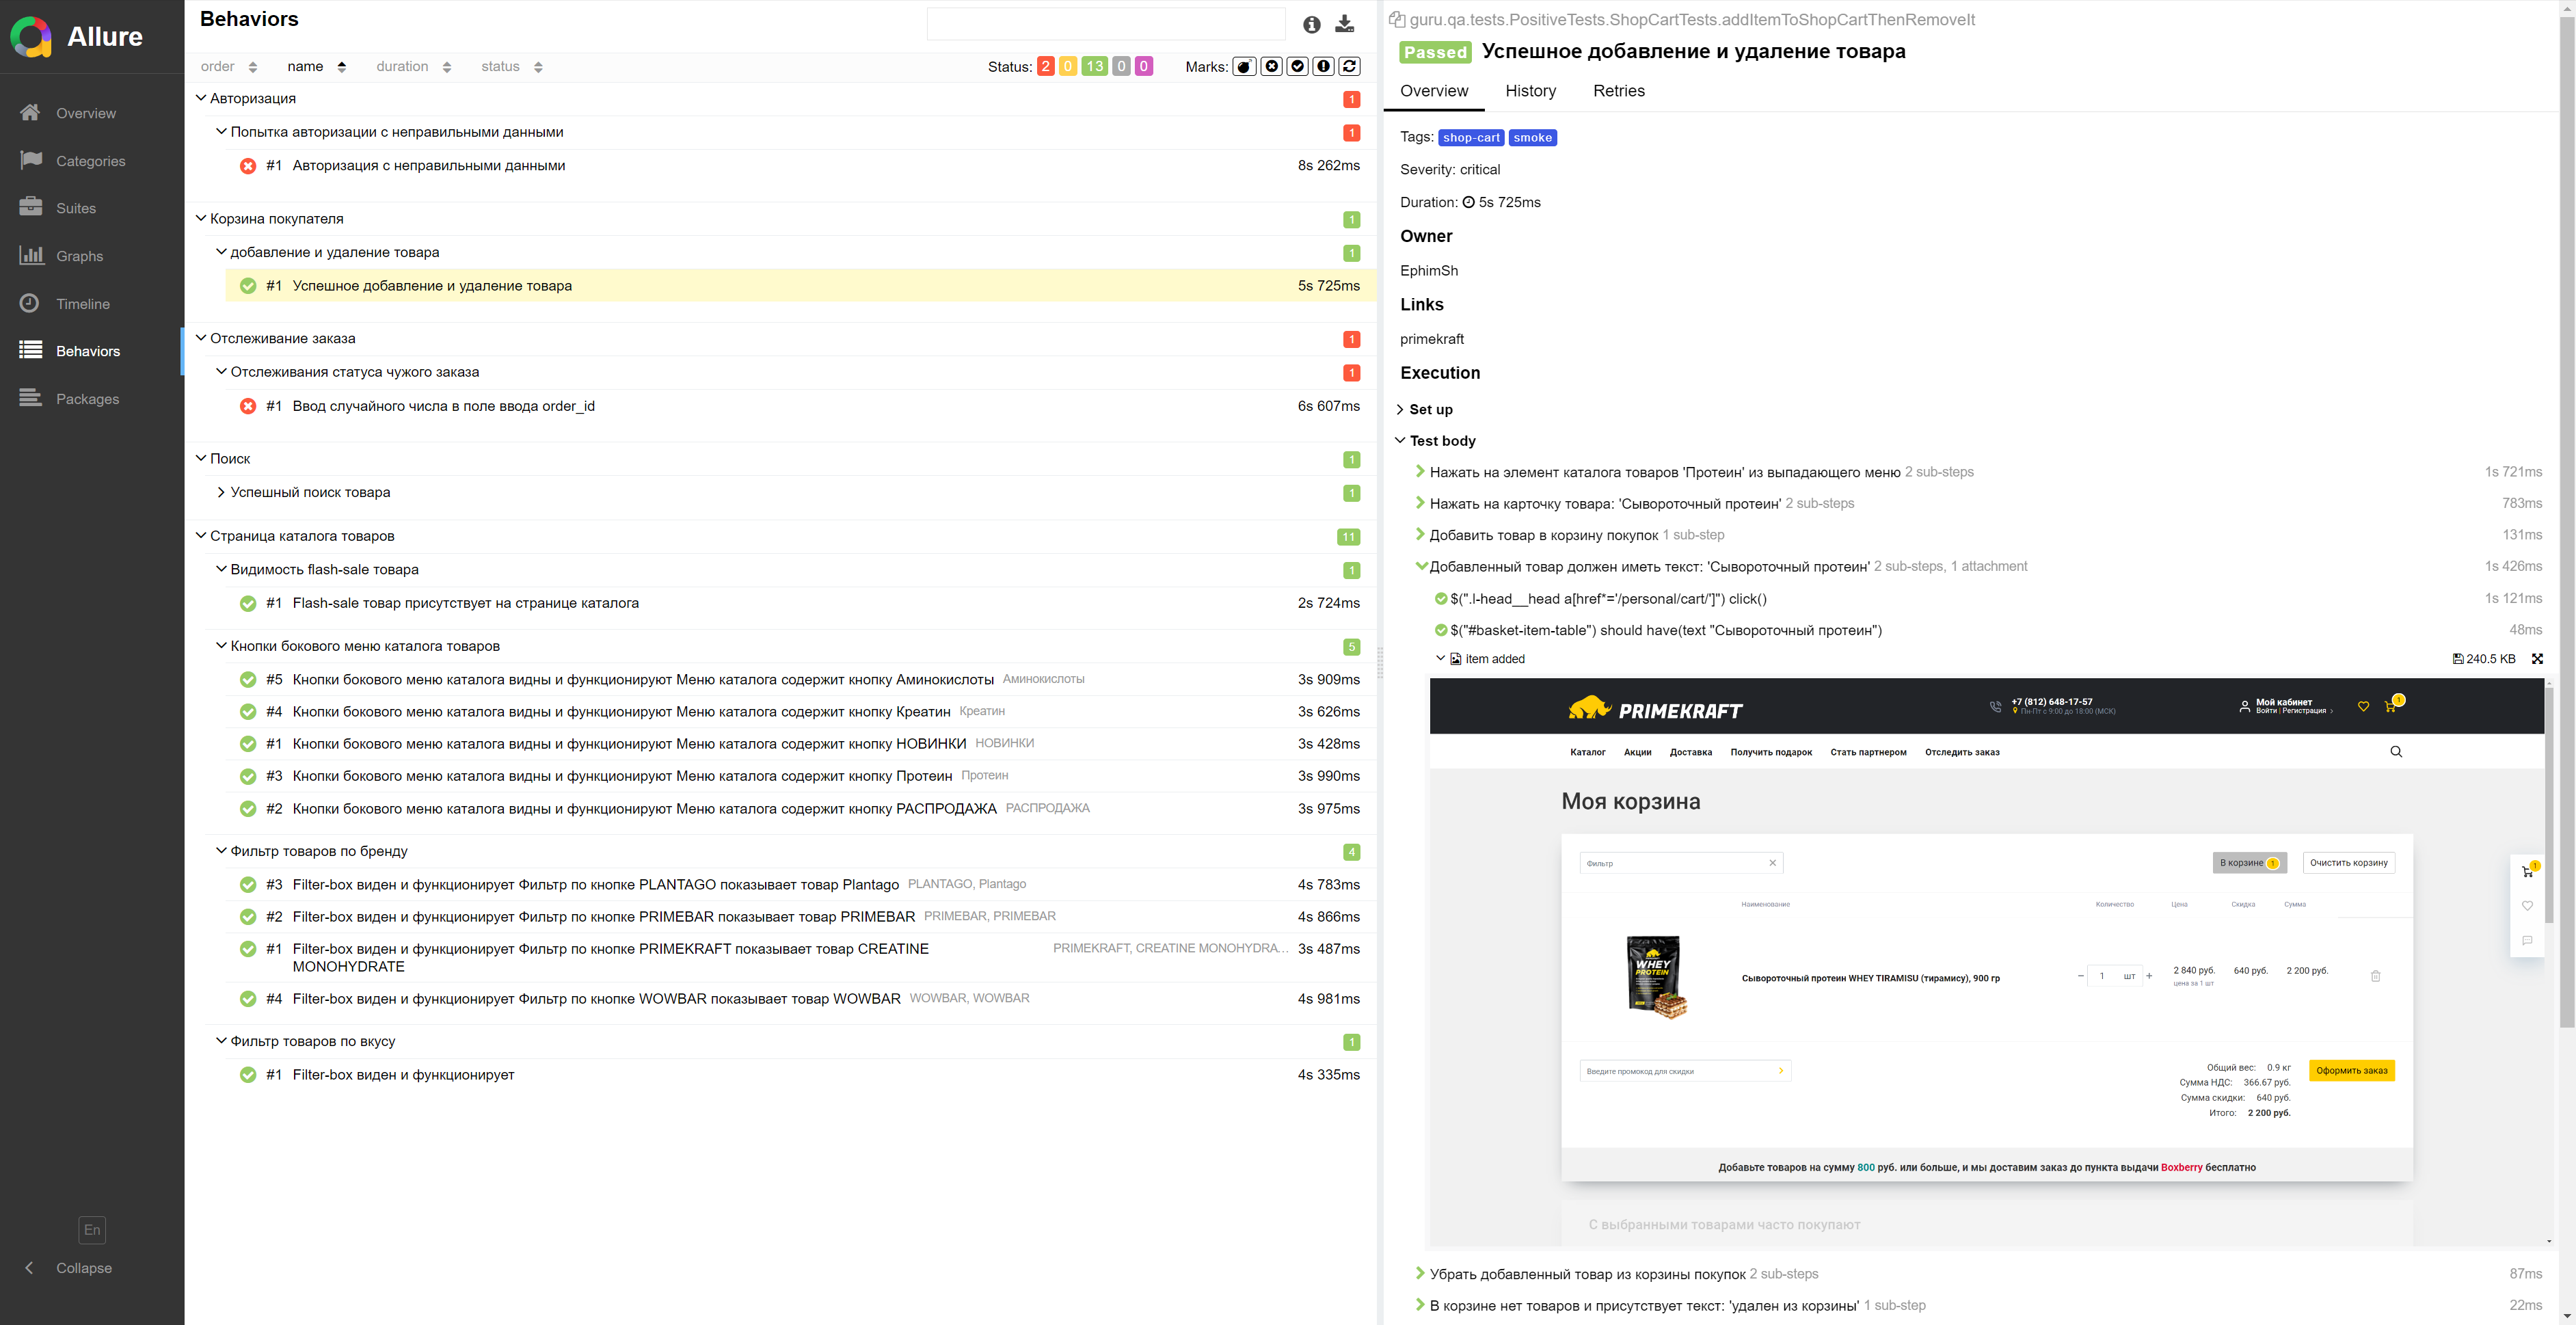 Allure
Overview
Categories
Suites
Graphs
Timeline
Behaviors
Packages
En
Collapse
Behaviors
order name duration status
Status: 2 0 13 0 0 Marks:
Авторизация 1
Попытка авторизации с неправильными данными 1
#1 Авторизация с неправильными данными 8s 262ms
Корзина покупателя 1
добавление и удаление товара 1
#1 Успешное добавление и удаление товара 5s 725ms
Отслеживание заказа 1
Отслеживания статуса чужого заказа 1
#1 Ввод случайного числа в поле ввода order_id 6s 607ms
Поиск 1
Успешный поиск товара 1
Страница каталога товаров 11
Видимость flash-sale товара 1
#1 Flash-sale товар присутствует на странице каталога 2s 724ms
Кнопки бокового меню каталога товаров 5
#5 Кнопки бокового меню каталога видны и функционируют Меню каталога содержит кнопку Аминокислоты Аминокислоты 3s 909ms
#4 Кнопки бокового меню каталога видны и функционируют Меню каталога содержит кнопку Креатин Креатин 3s 626ms
#1 Кнопки бокового меню каталога видны и функционируют Меню каталога содержит кнопку НОВИНКИ НОВИНКИ 3s 428ms
#3 Кнопки бокового меню каталога видны и функционируют Меню каталога содержит кнопку Протеин Протеин 3s 990ms
#2 Кнопки бокового меню каталога видны и функционируют Меню каталога содержит кнопку РАСПРОДАЖА РАСПРОДАЖА 3s 975ms
Фильтр товаров по бренду 4
#3 Filter-box виден и функционирует Фильтр по кнопке PLANTAGO показывает товар Plantago PLANTAGO, Plantago 4s 783ms
#2 Filter-box виден и функционирует Фильтр по кнопке PRIMEBAR показывает товар PRIMEBAR PRIMEBAR, PRIMEBAR 4s 866ms
#1 Filter-box виден и функционирует Фильтр по кнопке PRIMEKRAFT показывает товар CREATINE PRIMEKRAFT, CREATINE MONOHYDRA... 3s 487ms
MONOHYDRATE
#4 Filter-box виден и функционирует Фильтр по кнопке WOWBAR показывает товар WOWBAR WOWBAR, WOWBAR 4s 981ms
Фильтр товаров по вкусу 1
#1 Filter-box виден и функционирует 4s 335ms
guru.qa.tests.PositiveTests.ShopCartTests.addItemToShopCartThenRemoveIt
Passed Успешное добавление и удаление товара
Overview History Retries
Tags: shop-cart smoke
Severity: critical
Duration: 5s 725ms
Owner
EphimSh
Links
primekraft
Execution
Set up
Test body
Нажать на элемент каталога товаров 'Протеин' из выпадающего меню 2 sub-steps 1s 721ms
Нажать на карточку товара: 'Сывороточный протеин' 2 sub-steps 783ms
Добавить товар в корзину покупок 1 sub-step 131ms
Добавленный товар должен иметь текст: 'Сывороточный протеин' 2 sub-steps, 1 attachment 1s 426ms
$(".l-head__head a[href*='/personal/cart/']") click() 1s 121ms
$("#basket-item-table") should have(text "Сывороточный протеин") 48ms
item added 240.5 KB
PRIMEKRAFT
+7 (812) 648-17-57
Пн-Пт с 9:00 до 18:00 (МСК)
Мой кабинет
Войти | Регистрация
1
Каталог Акции Доставка Получить подарок Стать партнером Отследить заказ
Моя корзина
Фильтр В корзине 1 Очистить корзину
1
Наименование Количество Цена Скидка Сумма
WHEY
PROTEIN
Сывороточный протеин WHEY TIRAMISU (тирамису), 900 гр
− 1 шт + 2 840 руб. 640 руб. 2 200 руб.
цена за 1 шт
Введите промокод для скидки
Общий вес: 0.9 кг
Сумма НДС: 366.67 руб.
Сумма скидки: 640 руб.
Итого: 2 200 руб.
Оформить заказ
Добавьте товаров на сумму 800 руб. или больше, и мы доставим заказ до пункта выдачи Boxberry бесплатно
С выбранными товарами часто покупают
Убрать добавленный товар из корзины покупок 2 sub-steps 87ms
В корзине нет товаров и присутствует текст: 'удален из корзины' 1 sub-step 22ms